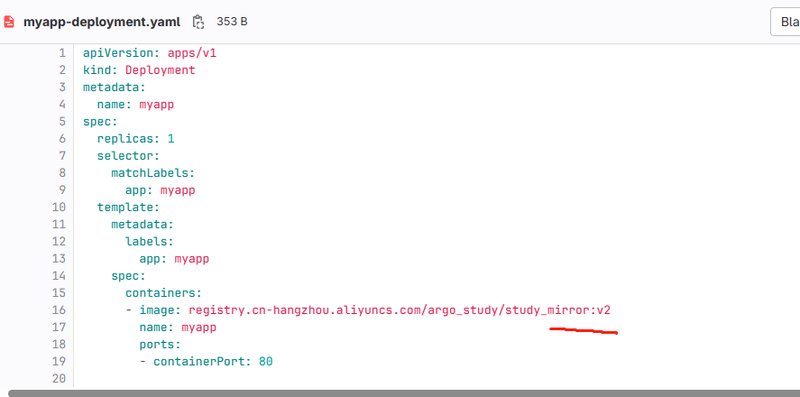 myapp-deployment.yaml 353 B Bla
1 apiVersion: apps/v1
2 kind: Deployment
3 metadata:
4   name: myapp
5 spec:
6   replicas: 1
7   selector:
8     matchLabels:
9       app: myapp
10   template:
11     metadata:
12       labels:
13         app: myapp
14     spec:
15       containers:
16       - image: registry.cn-hangzhou.aliyuncs.com/argo_study/study_mirror:v2
17         name: myapp
18         ports:
19         - containerPort: 80
20